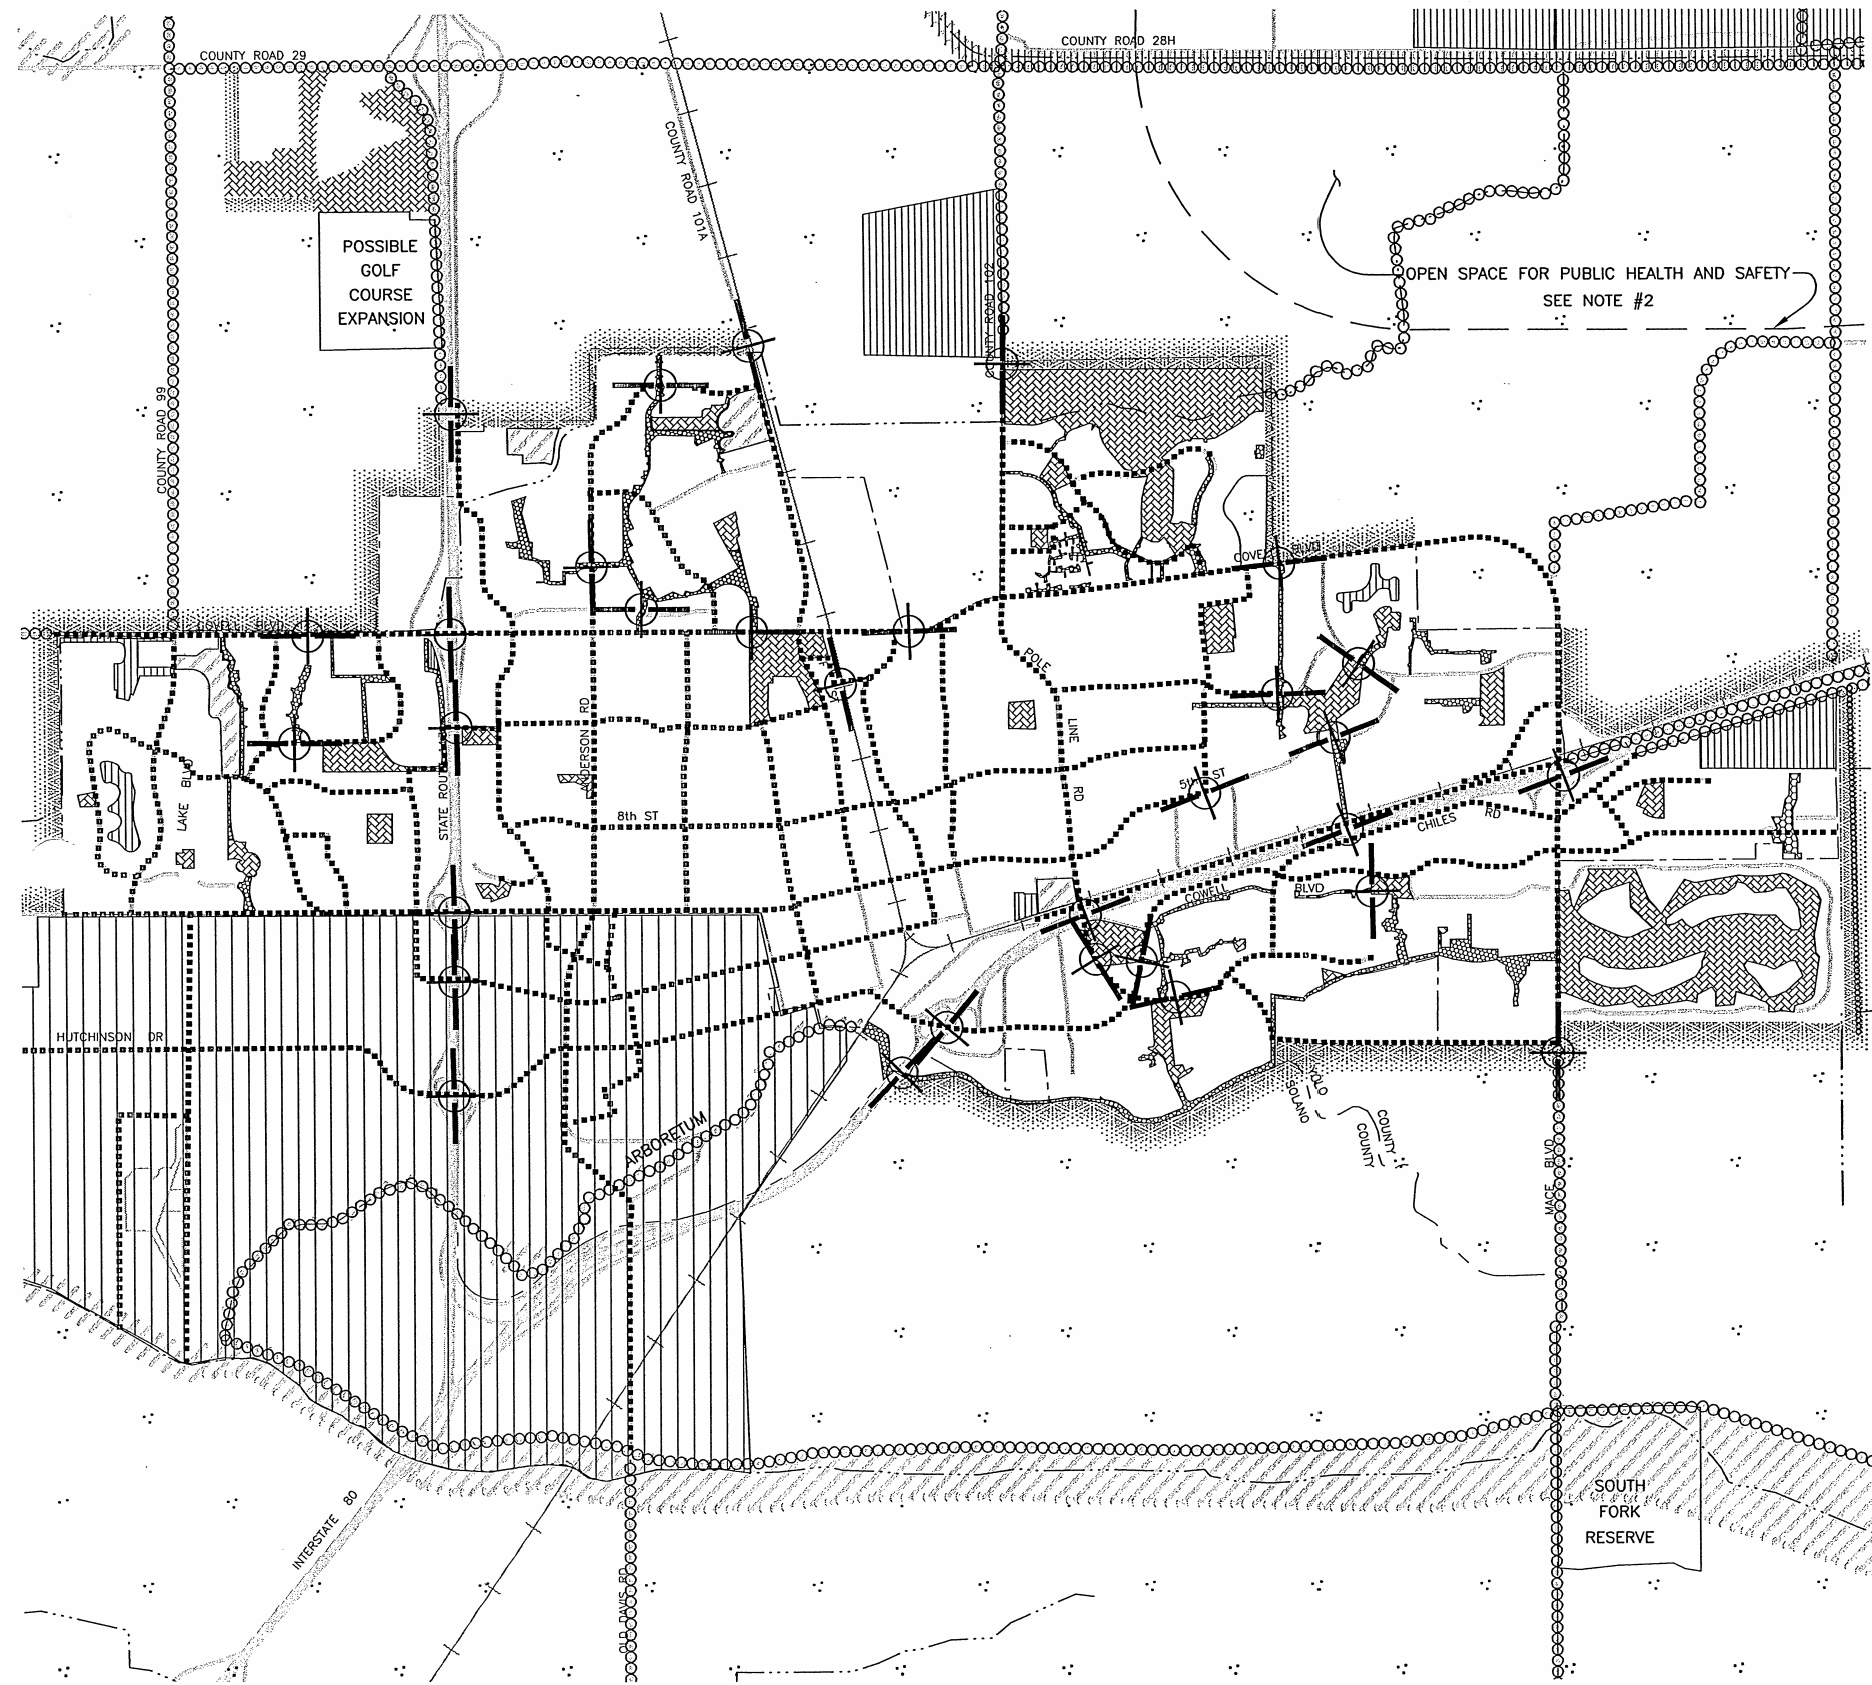 COUNTY ROAD 29
COUNTY ROAD 28H
COUNTY ROAD 101A
POSSIBLE
GOLF
COURSE
EXPANSION
COUNTY ROAD 102
OPEN SPACE FOR PUBLIC HEALTH AND SAFETY
SEE NOTE #2
COUNTY ROAD 99
COVELL BLVD
COVELL BLVD
POLE
LINE
RD
ANDERSON RD
LAKE BLVD
STATE ROUTE
8th ST
5th ST
CHILES RD
COWELL BLVD
HUTCHINSON DR
ARBORETUM
YOLO
SOLANO
COUNTY
COUNTY
MACE BLVD
INTERSTATE 80
OLD DAVIS RD
SOUTH
FORK
RESERVE